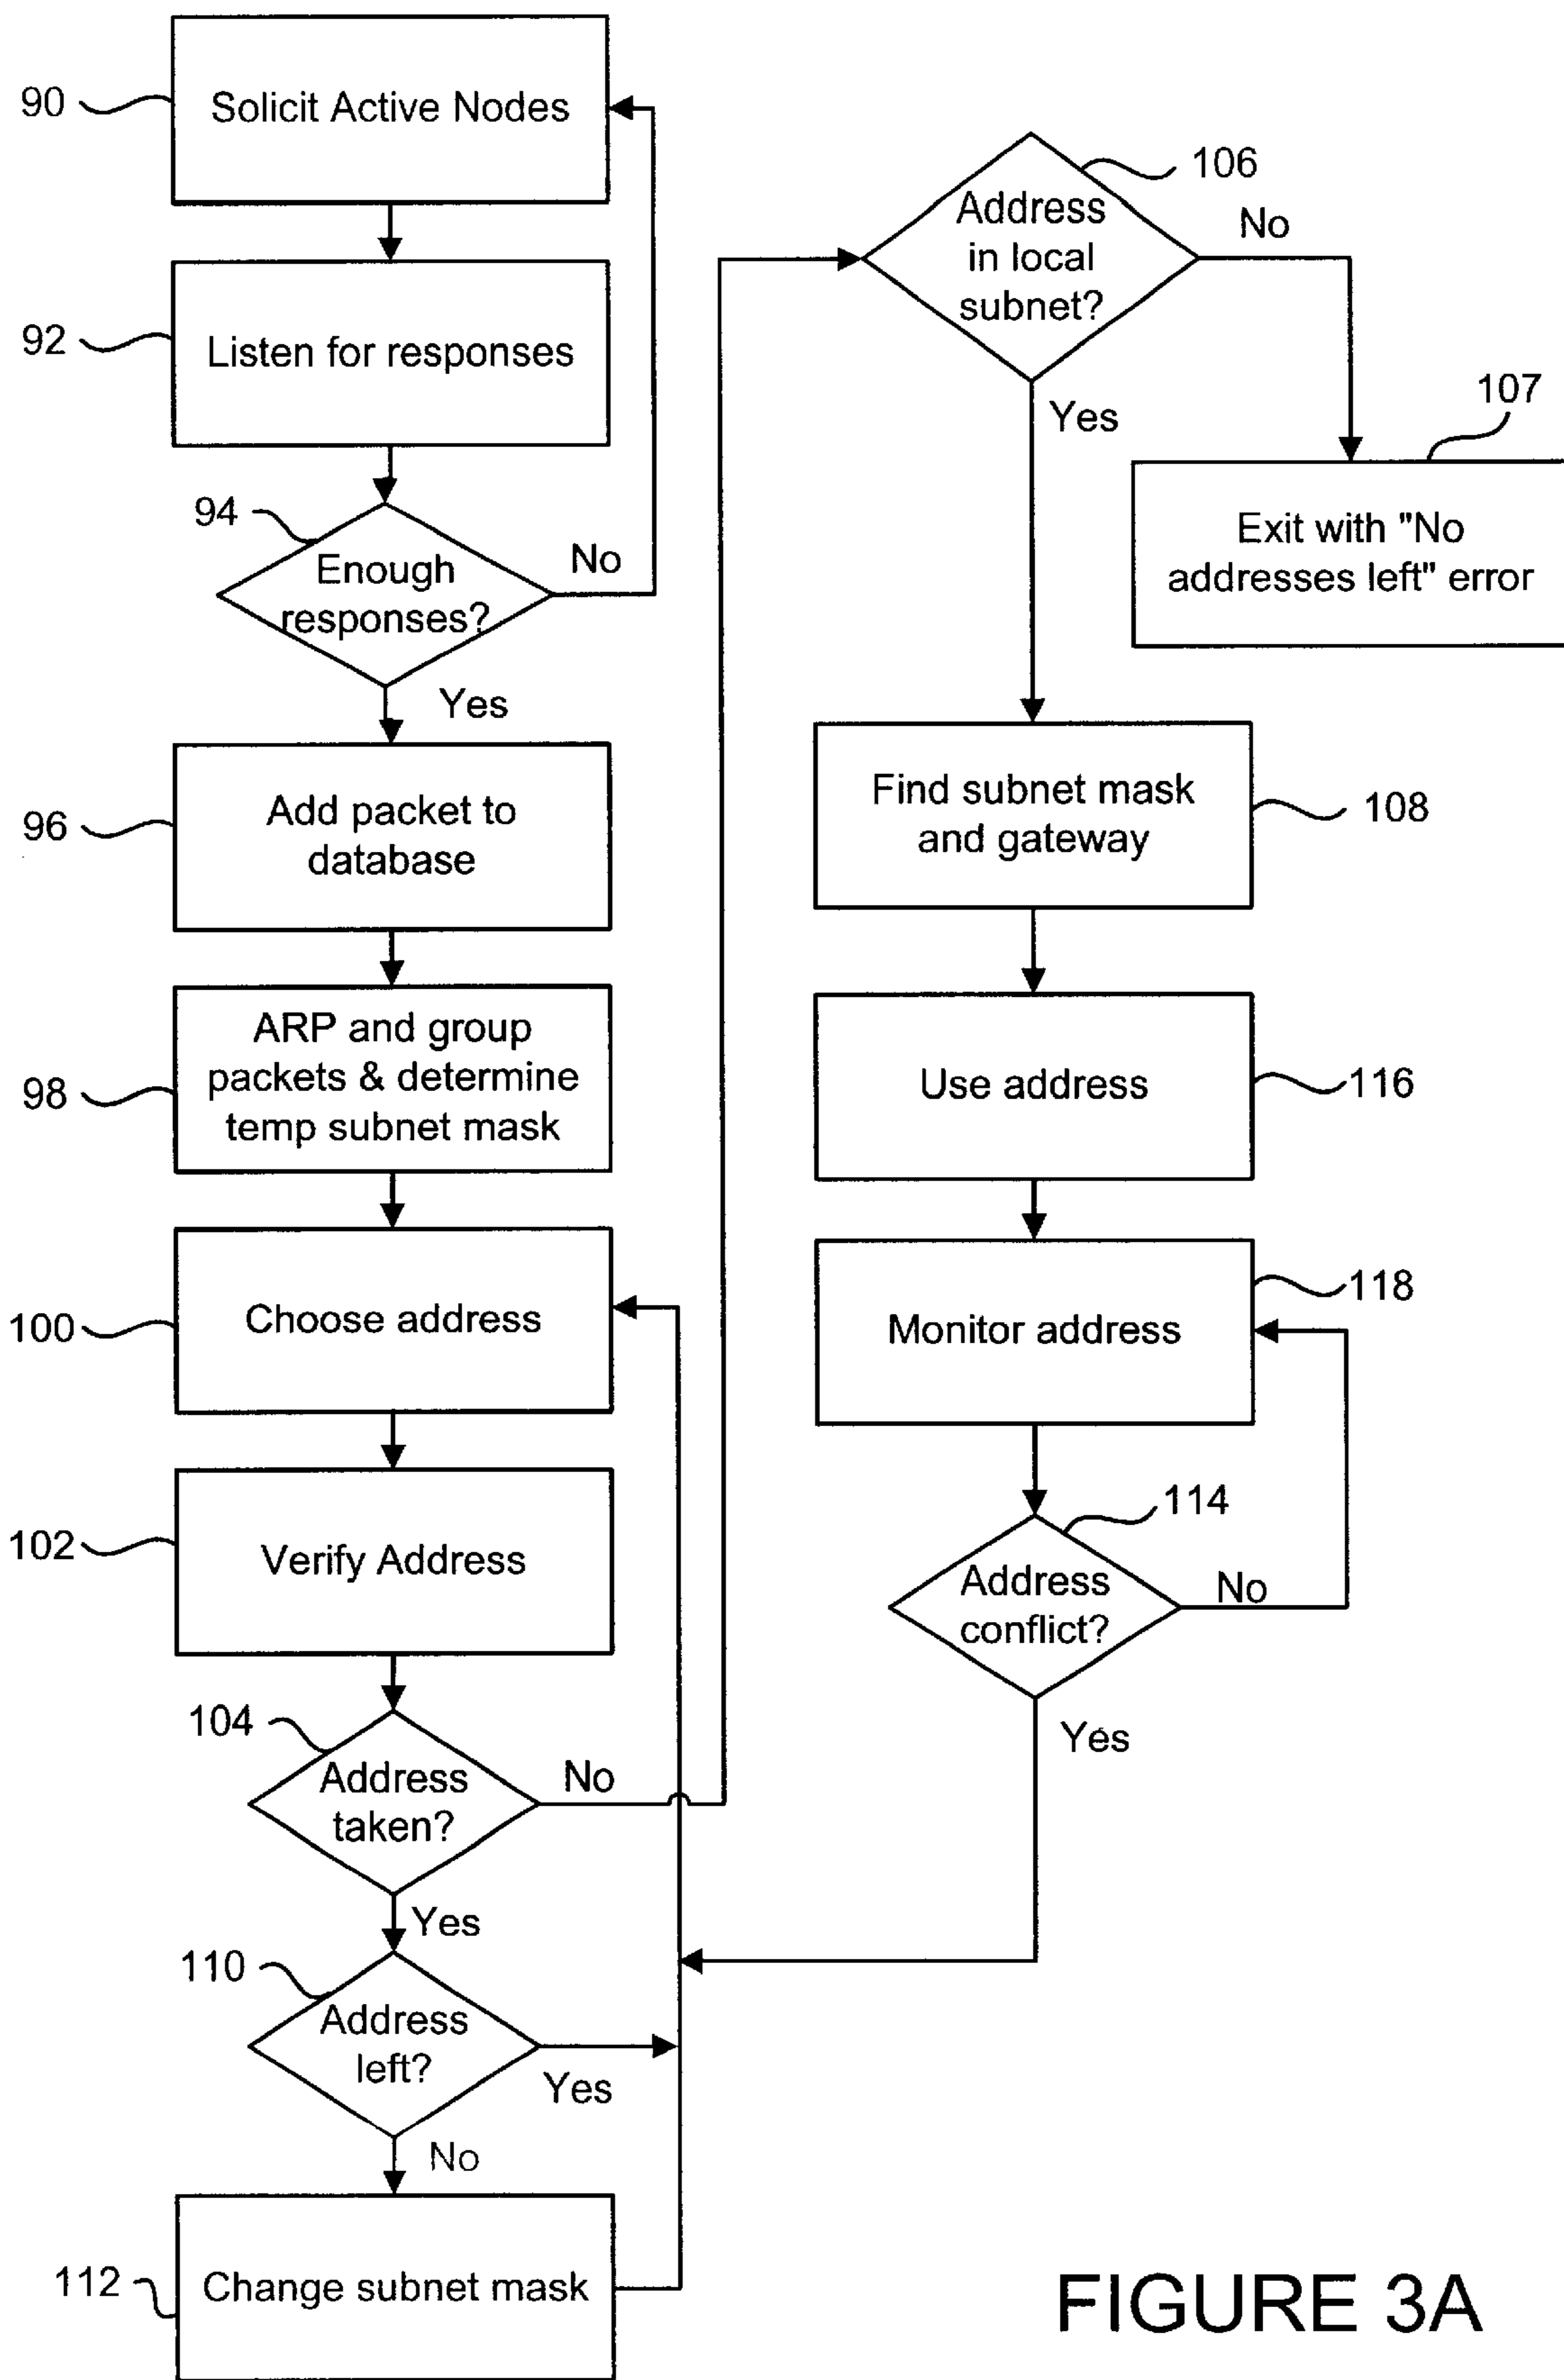 90
Solicit Active Nodes
92
Listen for responses
94
Enough
responses?
No
Yes
96
Add packet to
database
98
ARP and group
packets & determine
temp subnet mask
100
Choose address
102
Verify Address
104
Address
taken?
No
Yes
110
Address
left?
Yes
No
112
Change subnet mask
106
Address
in local
subnet?
No
Yes
107
Exit with "No
addresses left" error
108
Find subnet mask
and gateway
116
Use address
118
Monitor address
114
Address
conflict?
No
Yes
FIGURE 3A